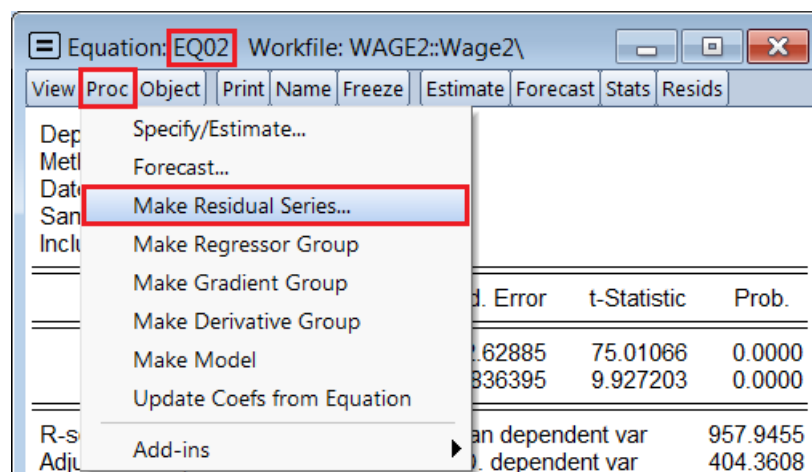 Equation: EQ02 Workfile: WAGE2::Wage2\
View Proc Object Print Name Freeze Estimate Forecast Stats Resids
Specify/Estimate...
Forecast...
Make Residual Series...
Make Regressor Group
Make Gradient Group
Make Derivative Group
Make Model
Update Coefs from Equation
Add-ins
Dep
Met
Date
San
Inclu
d. Error t-Statistic Prob.
.62885 75.01066 0.0000
836395 9.927203 0.0000
R-s an dependent var 957.9455
Adju . dependent var 404.3608